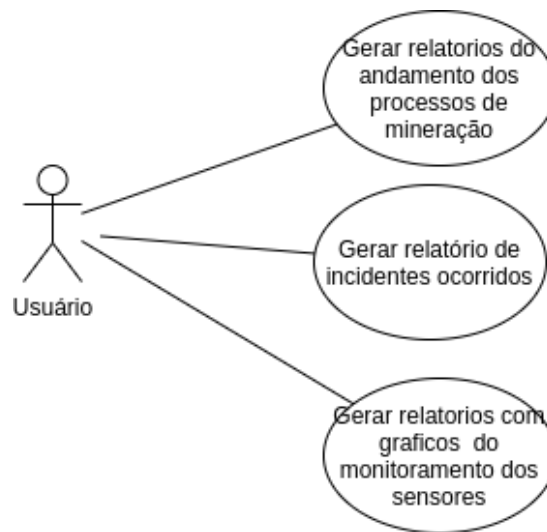 Gerar relatorios do
andamento dos
processos de
mineração
Gerar relatório de
incidentes ocorridos
Usuário
Gerar relatorios com
graficos do
monitoramento dos
sensores